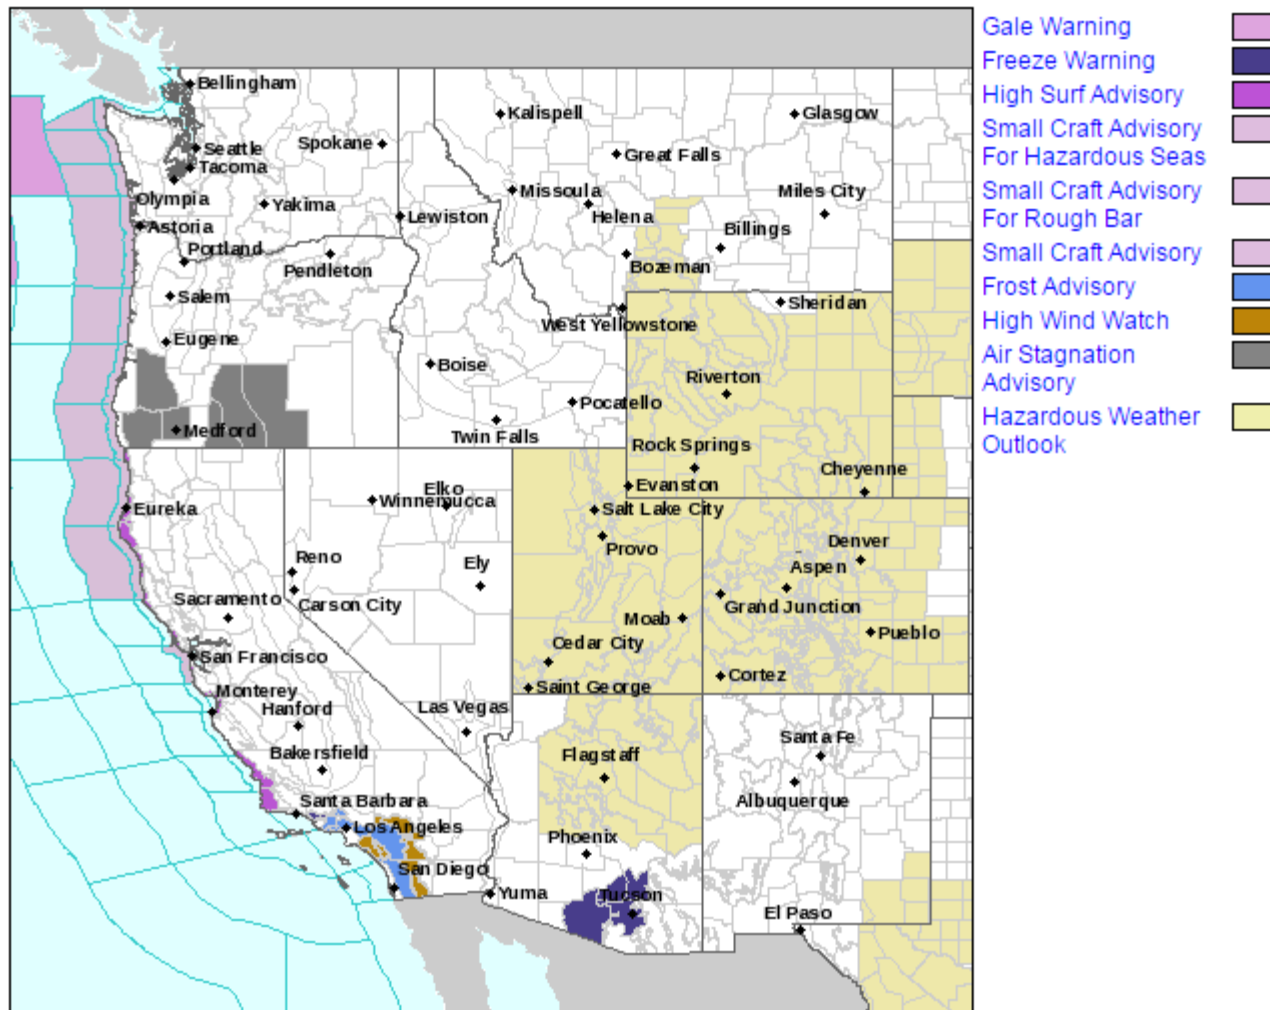 Bellingham
Kalispell
Glasgow
Seattle
Spokane
Great Falls
Tacoma
Missoula
Miles City
Olympia
Yakima
Lewiston
Helena
Astoria
Billings
Portland
Pendleton
Bozeman
Salem
Sheridan
West Yellowstone
Eugene
Boise
Riverton
Pocatello
Medford
Twin Falls
Rock Springs
Cheyenne
Elko
Evanston
Winnemucca
Eureka
Salt Lake City
Provo
Denver
Reno
Ely
Aspen
Sacramento
Carson City
Grand Junction
Moab
Pueblo
Cedar City
San Francisco
Cortez
Saint George
Monterey
Hanford
Las Vegas
Santa Fe
Bakersfield
Flagstaff
Santa Barbara
Albuquerque
Los Angeles
Phoenix
San Diego
Yuma
Tucson
El Paso
Gale Warning
Freeze Warning
High Surf Advisory
Small Craft Advisory
For Hazardous Seas
Small Craft Advisory
For Rough Bar
Small Craft Advisory
Frost Advisory
High Wind Watch
Air Stagnation
Advisory
Hazardous Weather
Outlook